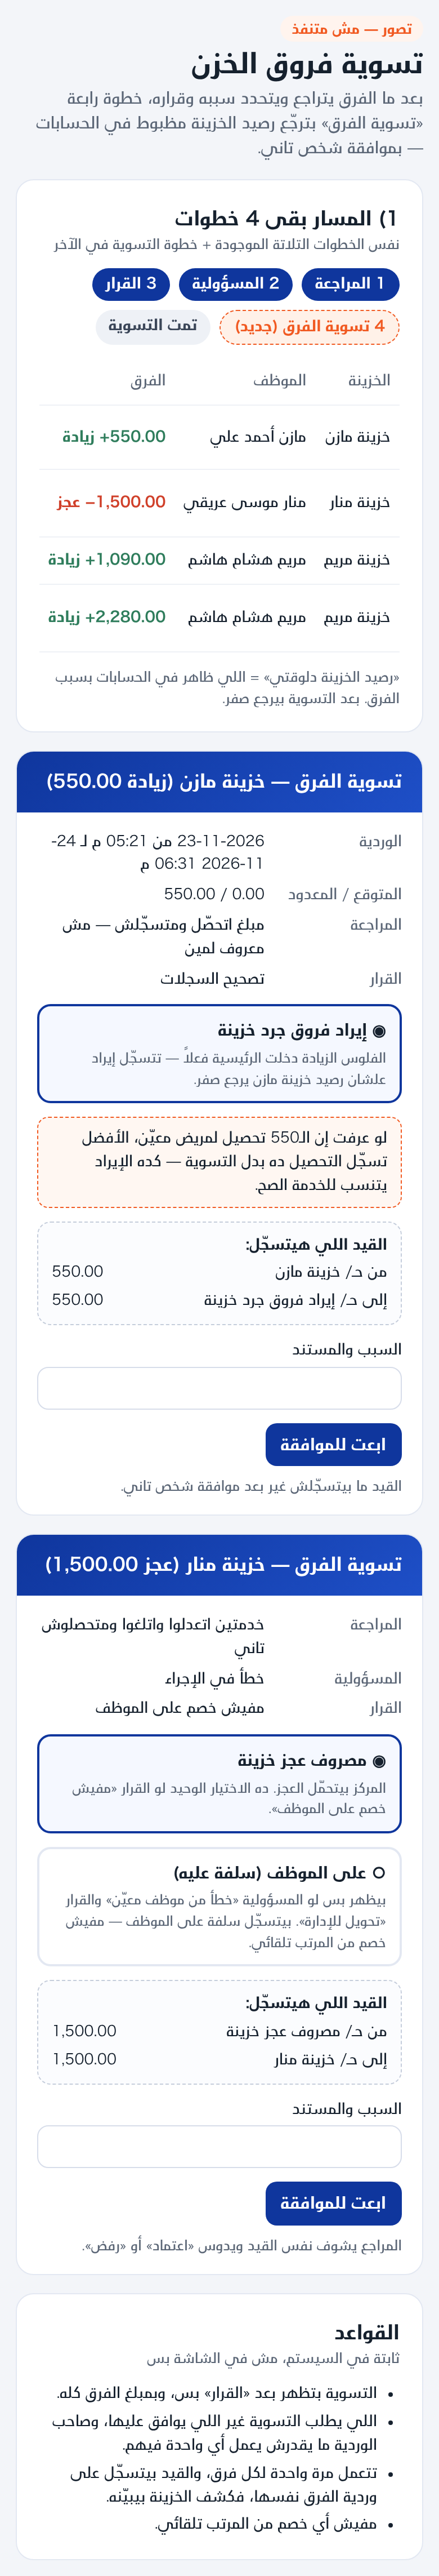 تصور — مش متنفذ
تسوية فروق الخزن
بعد ما الفرق يتراجع ويتحدد سببه وقراره، خطوة رابعة
«تسوية الفرق» بترجّع رصيد الخزينة مظبوط في الحسابات
— بموافقة شخص تاني.
1) المسار بقى 4 خطوات
نفس الخطوات التلاتة الموجودة + خطوة التسوية في الآخر
1 المراجعة 2 المسؤولية 3 القرار
4 تسوية الفرق (جديد) تمت التسوية
الخزينة الموظف الفرق
خزينة مازن مازن أحمد علي +550.00 زيادة
خزينة منار منار موسى عريقي −1,500.00 عجز
خزينة مريم مريم هشام هاشم +1,090.00 زيادة
خزينة مريم مريم هشام هاشم +2,280.00 زيادة
«رصيد الخزينة دلوقتي» = اللي ظاهر في الحسابات بسبب
الفرق. بعد التسوية بيرجع صفر.
تسوية الفرق — خزينة مازن (زيادة 550.00)
الوردية 23-11-2026 من 05:21 م لـ 24-
11-2026 06:31 م
المتوقع / المعدود 0.00 / 550.00
المراجعة مبلغ اتحصّل ومتسجّلش — مش
معروف لمين
القرار تصحيح السجلات
◉ إيراد فروق جرد خزينة
الفلوس الزيادة دخلت الرئيسية فعلاً — تتسجّل إيراد
علشان رصيد خزينة مازن يرجع صفر.
لو عرفت إن الـ550 تحصيل لمريض معيّن، الأفضل
تسجّل التحصيل ده بدل التسوية — كده الإيراد
يتنسب للخدمة الصح.
القيد اللي هيتسجّل:
من حـ/ خزينة مازن 550.00
إلى حـ/ إيراد فروق جرد خزينة 550.00
السبب والمستند
ابعت للموافقة
القيد ما بيتسجّلش غير بعد موافقة شخص تاني.
تسوية الفرق — خزينة منار (عجز 1,500.00)
المراجعة خدمتين اتعدلوا واتلغوا ومتحصلوش
تاني
المسؤولية خطأ في الإجراء
القرار مفيش خصم على الموظف
◉ مصروف عجز خزينة
المركز بيتحمّل العجز. ده الاختيار الوحيد لو القرار «مفيش
خصم على الموظف».
○ على الموظف (سلفة عليه)
بيظهر بس لو المسؤولية «خطأ من موظف معيّن» والقرار
«تحويل للإدارة». بيتسجّل سلفة على الموظف — مفيش
خصم من المرتب تلقائي.
القيد اللي هيتسجّل:
من حـ/ مصروف عجز خزينة 1,500.00
إلى حـ/ خزينة منار 1,500.00
السبب والمستند
ابعت للموافقة
المراجع يشوف نفس القيد ويدوس «اعتماد» أو «رفض».
القواعد
ثابتة في السيستم، مش في الشاشة بس
• التسوية بتظهر بعد «القرار» بس، وبمبلغ الفرق كله.
• اللي يطلب التسوية غير اللي يوافق عليها، وصاحب
الوردية ما يقدرش يعمل أي واحدة فيهم.
• تتعمل مرة واحدة لكل فرق، والقيد بيتسجّل على
وردية الفرق نفسها، فكشف الخزينة بيبيّنه.
• مفيش أي خصم من المرتب تلقائي.